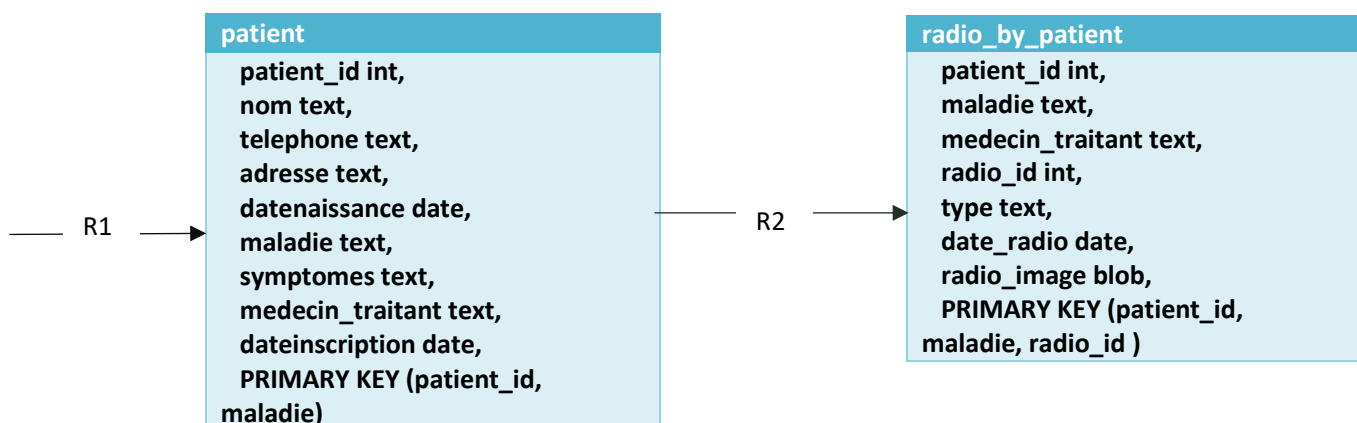 R1
patient
patient_id int,
nom text,
telephone text,
adresse text,
datenaissance date,
maladie text,
symptomes text,
medecin_traitant text,
dateinscription date,
PRIMARY KEY (patient_id,
maladie)
R2
radio_by_patient
patient_id int,
maladie text,
medecin_traitant text,
radio_id int,
type text,
date_radio date,
radio_image blob,
PRIMARY KEY (patient_id,
maladie, radio_id )